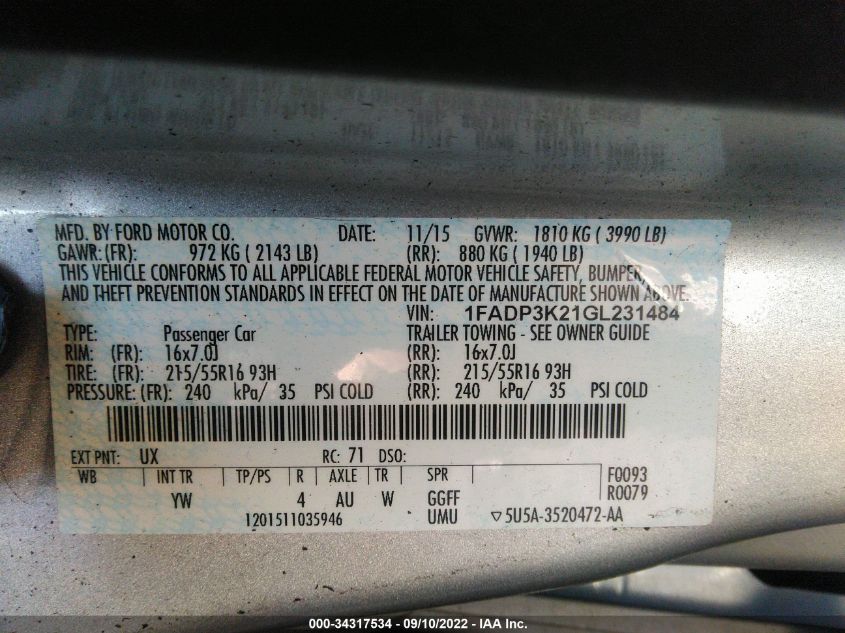 MFD. BY FORD MOTOR CO. DATE: 11/15 GVWR: 1810 KG ( 3990 LB)
GAWR:(FR): 972 KG ( 2143 LB) (RR): 880 KG ( 1940 LB)
THIS VEHICLE CONFORMS TO ALL APPLICABLE FEDERAL MOTOR VEHICLE SAFETY, BUMPER,
AND THEFT PREVENTION STANDARDS IN EFFECT ON THE DATE OF MANUFACTURE SHOWN ABOVE.
VIN: 1FADP3K21GL231484
TYPE: Passenger Car TRAILER TOWING - SEE OWNER GUIDE
RIM: (FR): 16x7.0J (RR): 16x7.0J
TIRE: (FR): 215/55R16 93H (RR): 215/55R16 93H
PRESSURE: (FR): 240 kPa/ 35 PSI COLD (RR): 240 kPa/ 35 PSI COLD
EXT PNT: UX RC: 71 DSO:
WB INT TR TP/PS R AXLE TR SPR F0093
YW 4 AU W GGFF R0079
1201511035946 UMU ▽5U5A-3520472-AA
000-34317534 - 09/10/2022 - IAA Inc.